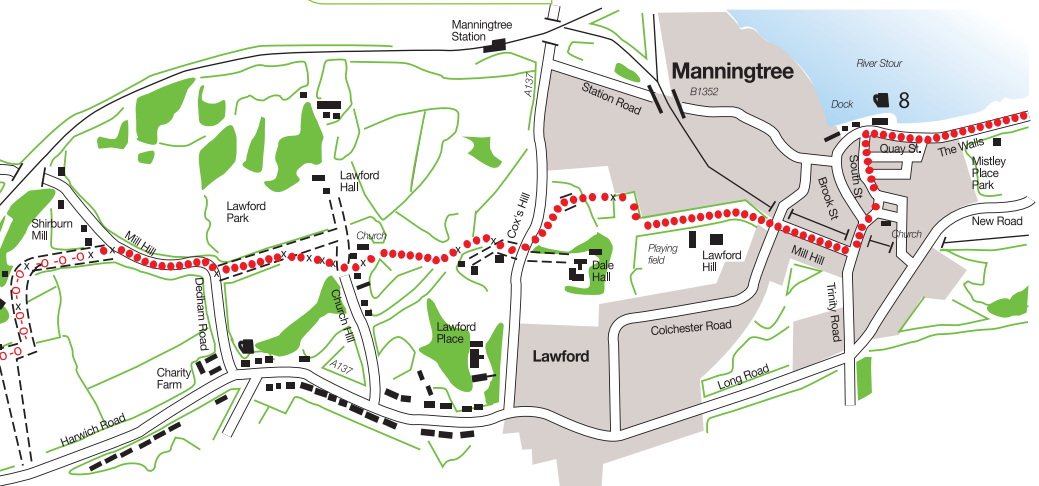 Manningtree
Station
A137
Station Road
Manningtree
B1352
River Stour
Dock
8
Quay St.
The Walls
Mistley
Place
Park
South St
Brook St
New Road
Church
Mill Hill
Trinity Road
Lawford
Hall
Lawford
Park
Church
Cox's Hill
Shirburn
Mill
Mill Hill
Playing
field
Lawford
Hill
Dale
Hall
Dednam Road
Church Hill
Lawford
Place
Lawford
Colchester Road
Long Road
A137
Charity
Farm
Harwich Road